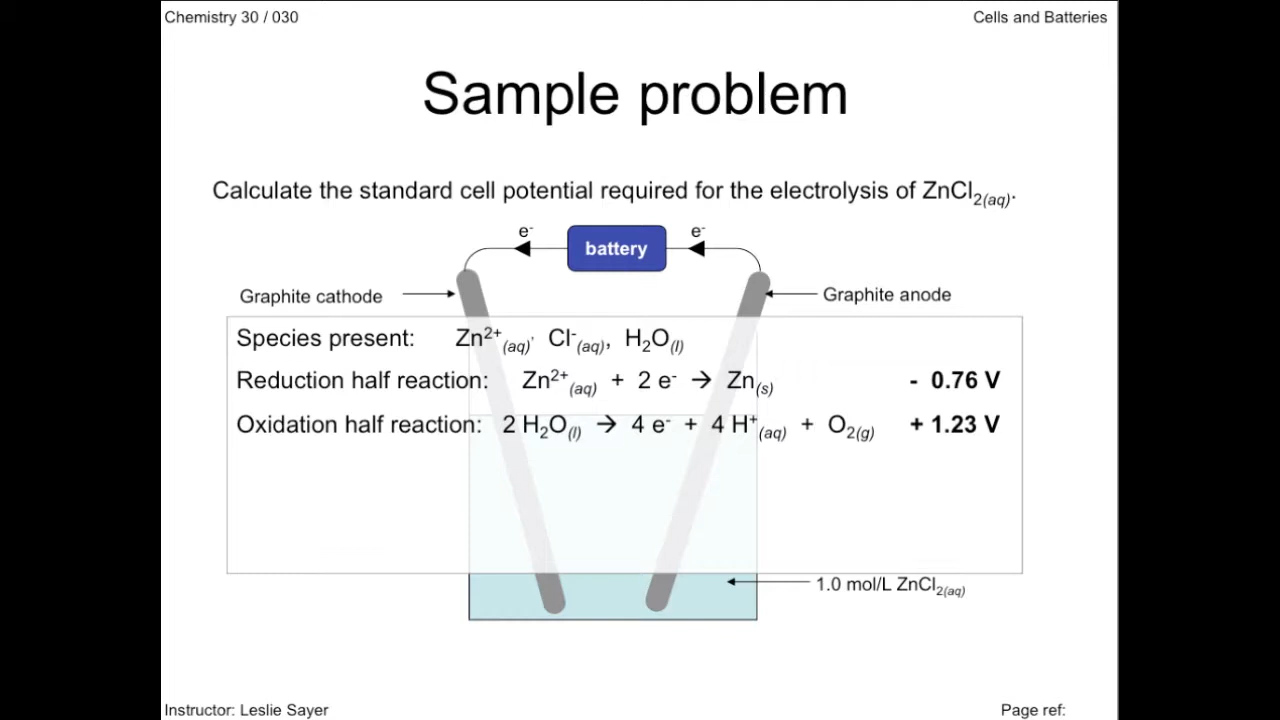 Chemistry 30 / 030 Cells and Batteries
Sample problem
Calculate the standard cell potential required for the electrolysis of ZnCl₂₍aq₎.
e⁻ battery e⁻
Graphite cathode Graphite anode
Species present: Zn²⁺(aq), Cl⁻(aq), H₂O(l)
Reduction half reaction: Zn²⁺(aq) + 2 e⁻ → Zn(s) - 0.76 V
Oxidation half reaction: 2 H₂O(l) → 4 e⁻ + 4 H⁺(aq) + O₂(g) + 1.23 V
1.0 mol/L ZnCl₂(aq)
Instructor: Leslie Sayer Page ref: